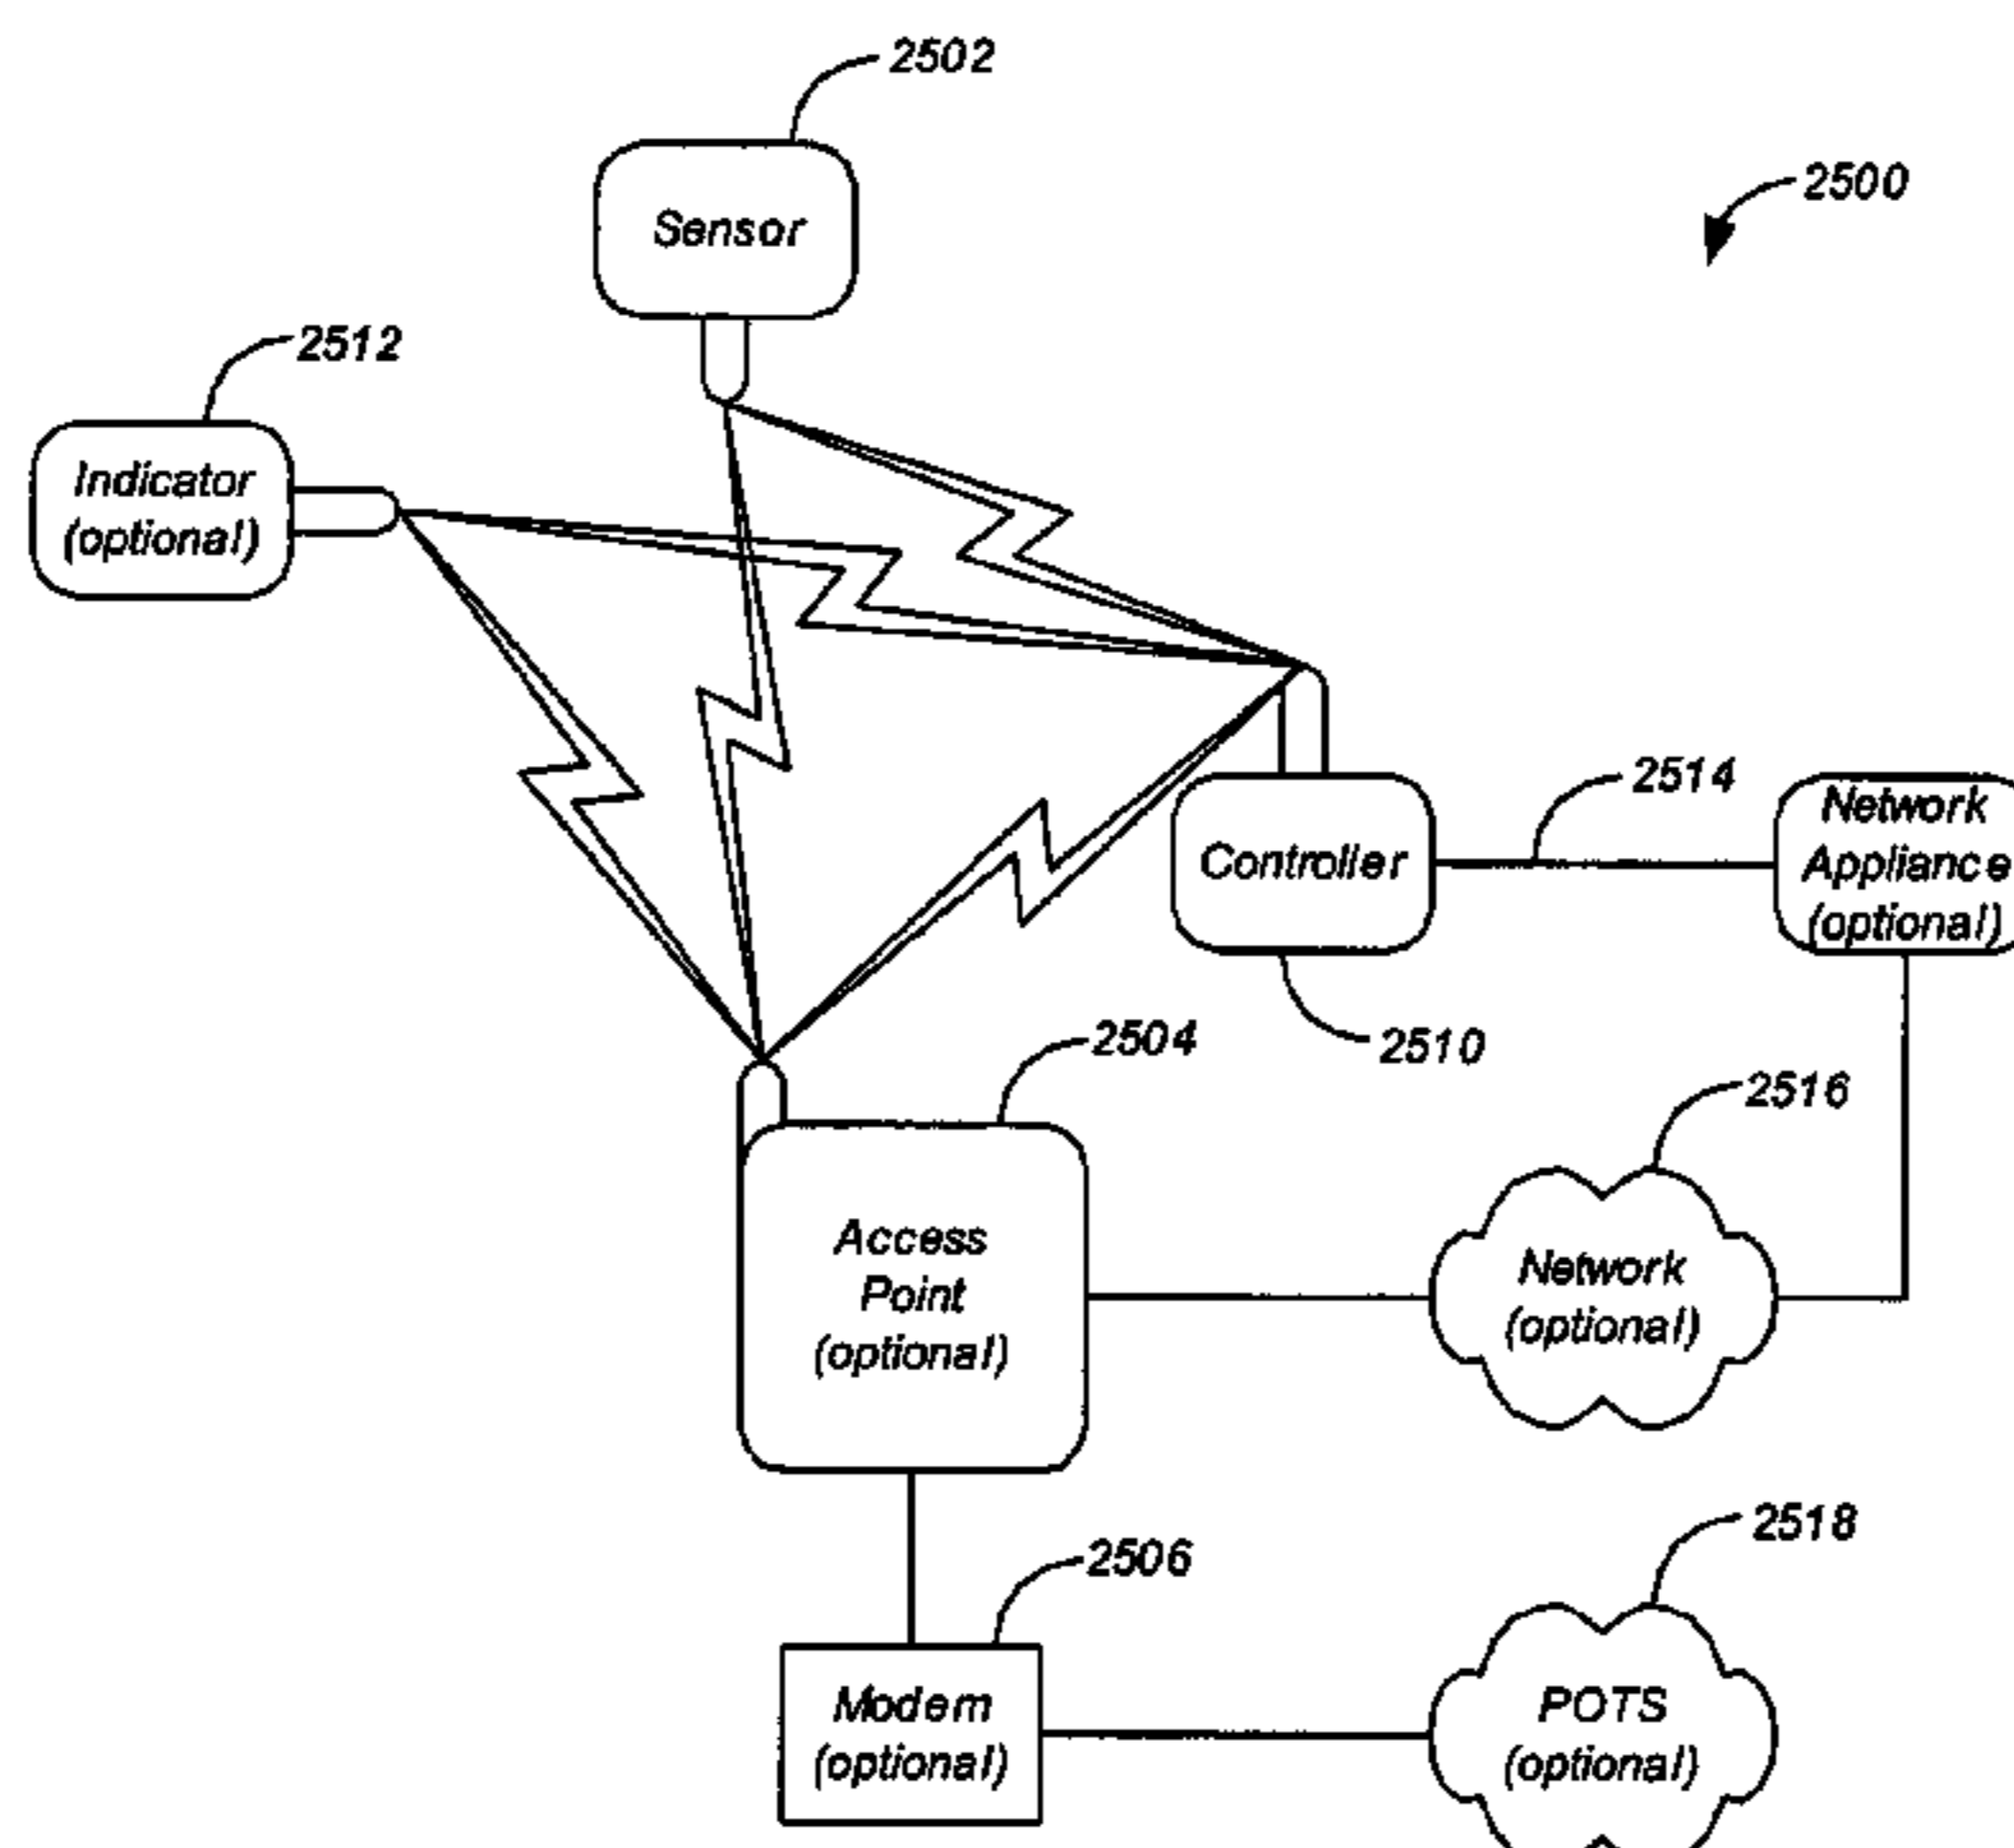 2502
2500
Sensor
2512
Indicator
(optional)
2514
Network
Appliance
(optional)
Controller
2510
2504
2516
Access
Point
(optional)
Network
(optional)
2506
2518
Modem
(optional)
POTS
(optional)